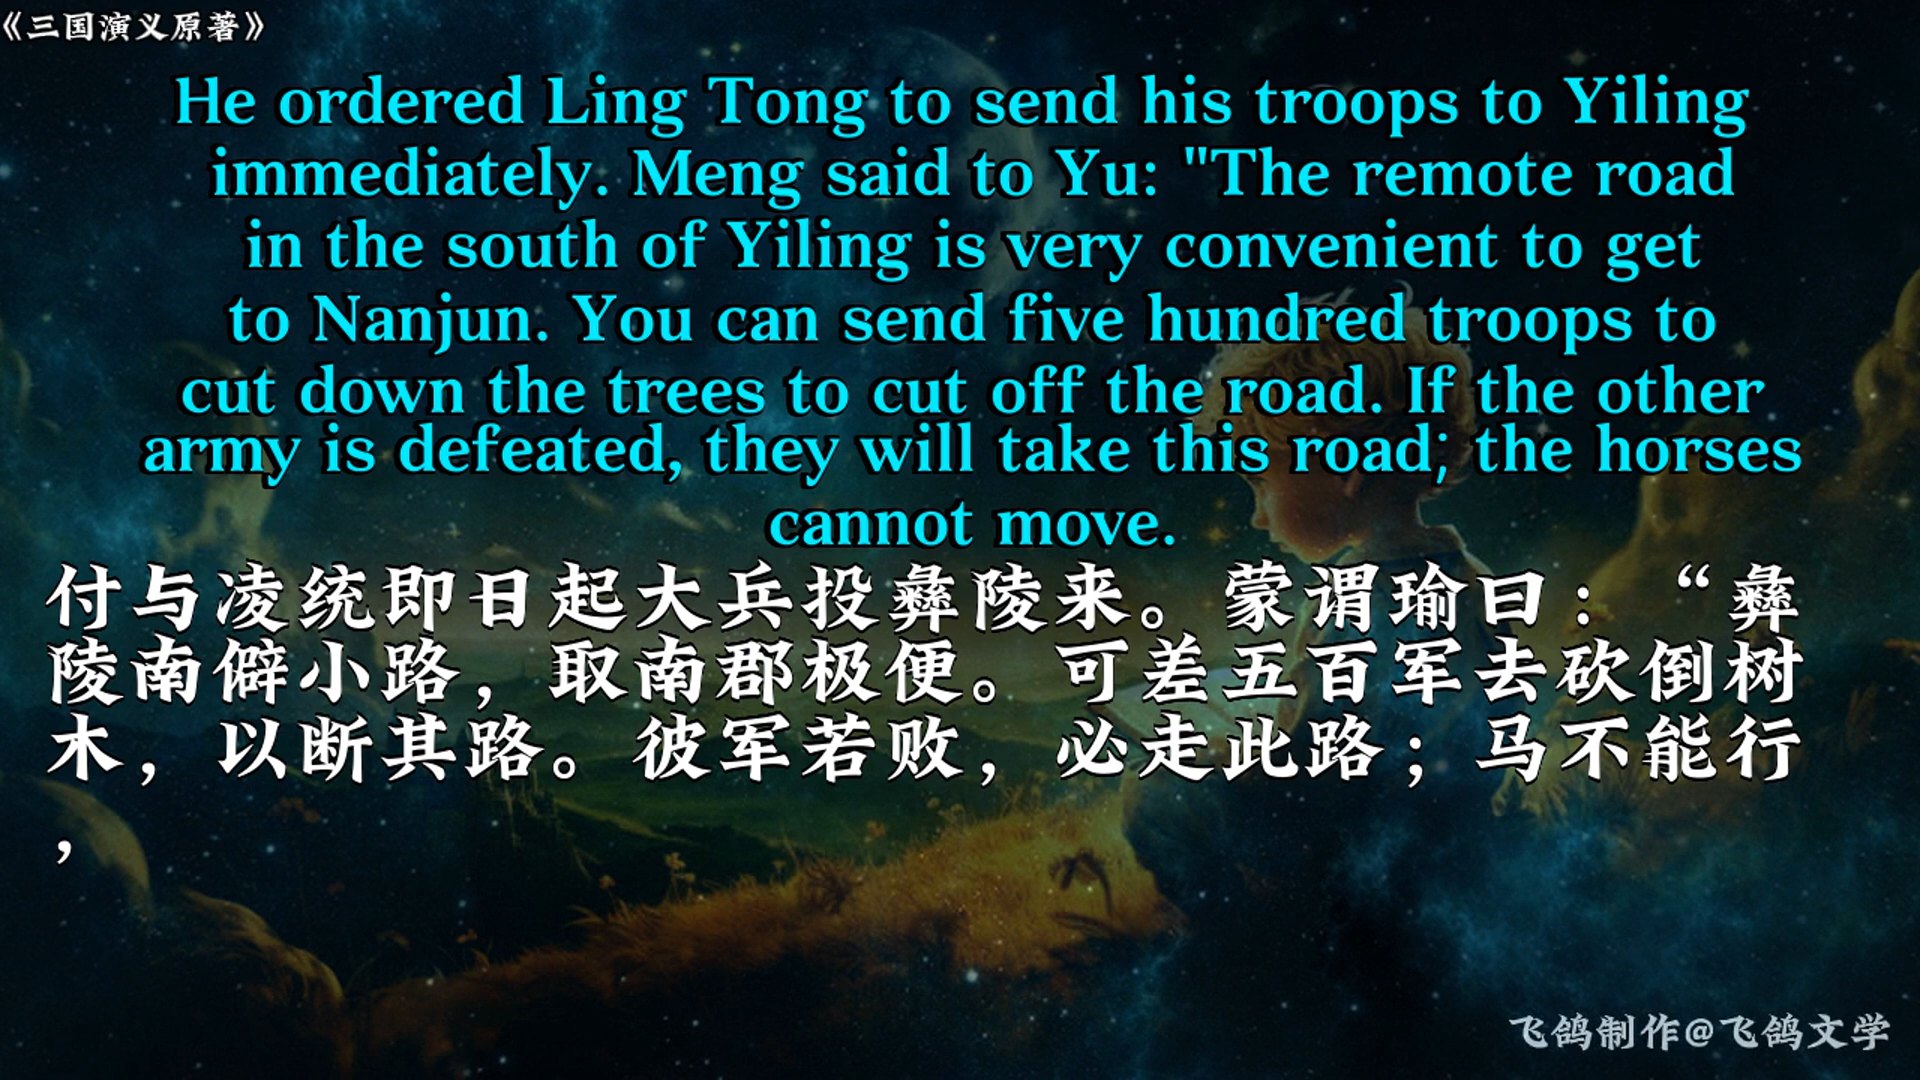 《三国演义原著》
He ordered Ling Tong to send his troops to Yiling
immediately. Meng said to Yu: "The remote road
in the south of Yiling is very convenient to get
to Nanjun. You can send five hundred troops to
cut down the trees to cut off the road. If the other
army is defeated, they will take this road; the horses
cannot move.
付与凌统即日起大兵投彝陵来。蒙谓瑜曰：“彝
陵南僻小路，取南郡极便。可差五百军去砍倒树
木，以断其路。彼军若败，必走此路；马不能行
，
飞鸽制作@飞鸽文学